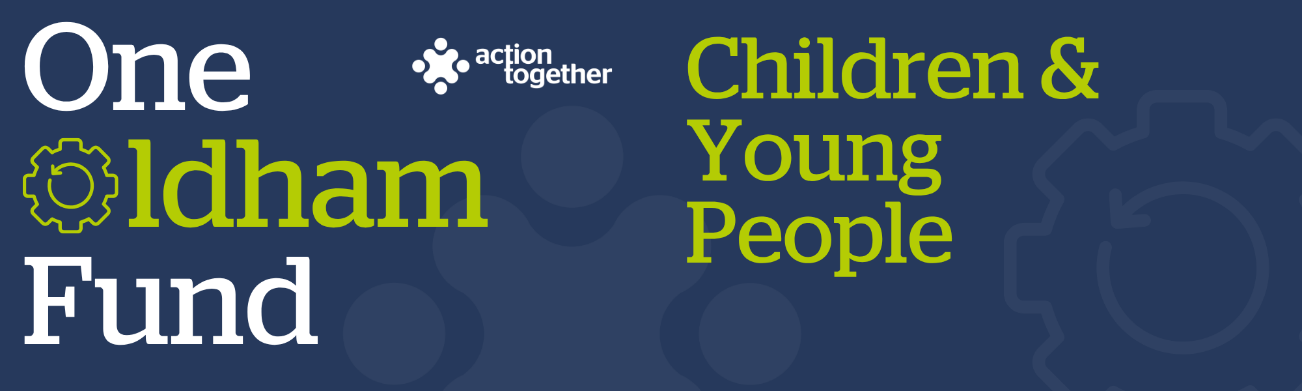 One
Oldham
Fund
action
together
Children &
Young
People